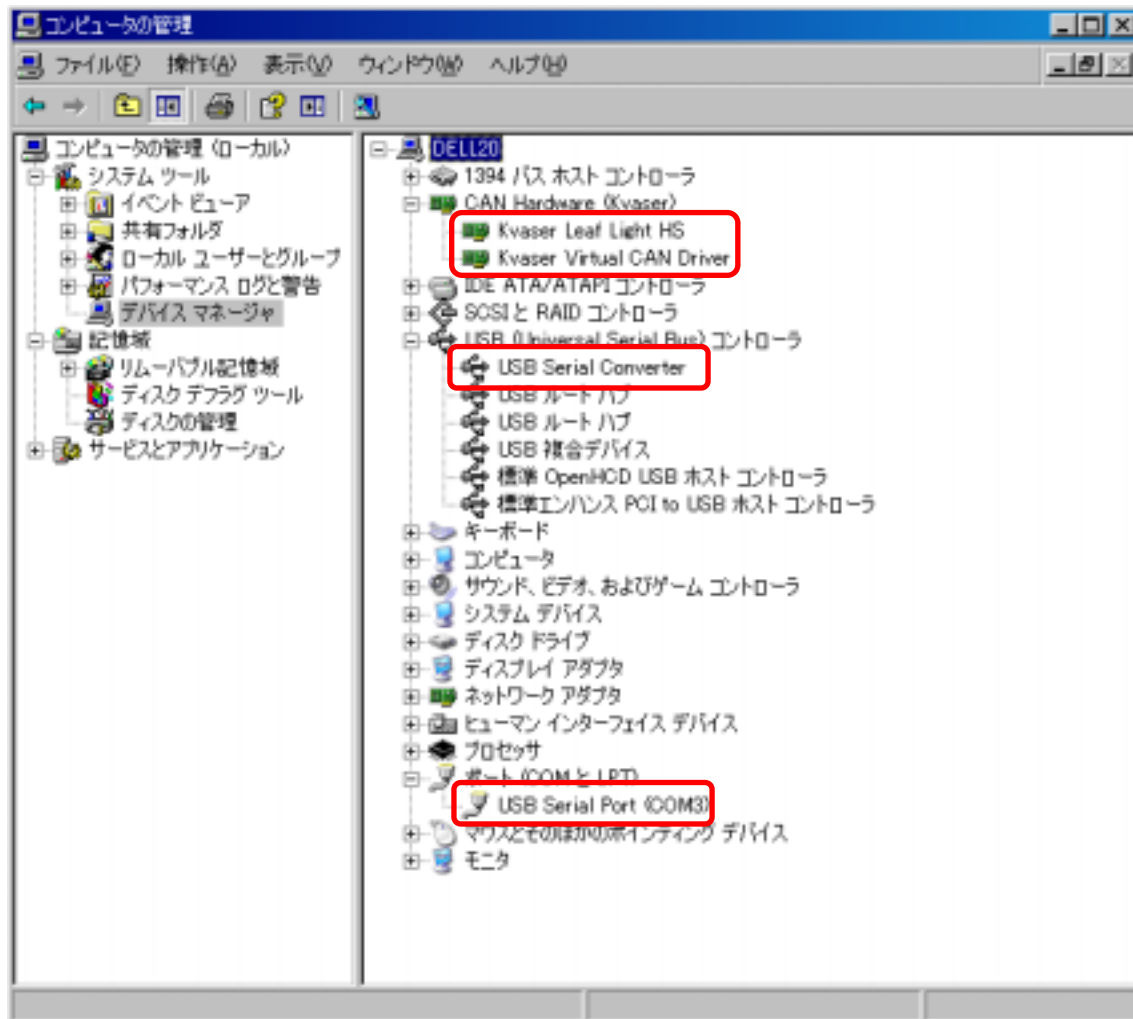 コンピュータの管理
ファイル(F) 操作(A) 表示(V) ウィンドウ(W) ヘルプ(H)
コンピュータの管理 (ローカル)
システム ツール
イベント ビューア
共有フォルダ
ローカル ユーザーとグループ
パフォーマンス ログと警告
デバイス マネージャ
記憶域
リムーバブル記憶域
ディスク デフラグ ツール
ディスクの管理
サービスとアプリケーション
DELL20
1394 バス ホスト コントローラ
CAN Hardware (Kvaser)
Kvaser Leaf Light HS
Kvaser Virtual CAN Driver
IDE ATA/ATAPI コントローラ
SCSI と RAID コントローラ
USB (Universal Serial Bus) コントローラ
USB Serial Converter
USB ルート ハブ
USB ルート ハブ
USB 複合デバイス
標準 OpenHCD USB ホスト コントローラ
標準エンハンス PCI to USB ホスト コントローラ
キーボード
コンピュータ
サウンド、ビデオ、およびゲーム コントローラ
システム デバイス
ディスク ドライブ
ディスプレイ アダプタ
ネットワーク アダプタ
ヒューマン インターフェイス デバイス
プロセッサ
ポート (COM と LPT)
USB Serial Port (COM3)
マウスとそのほかのポインティング デバイス
モニタ